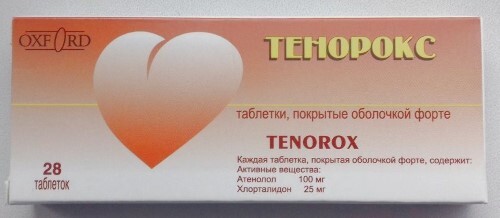 OXFORD
ТЕНОРОКС
таблетки, покрытые оболочкой форте
TENOROX
Каждая таблетка, покрытая оболочкой форте, содержит:
Активные вещества:
Атенолол 100 мг
Хлорталидон 25 мг
28
таблеток